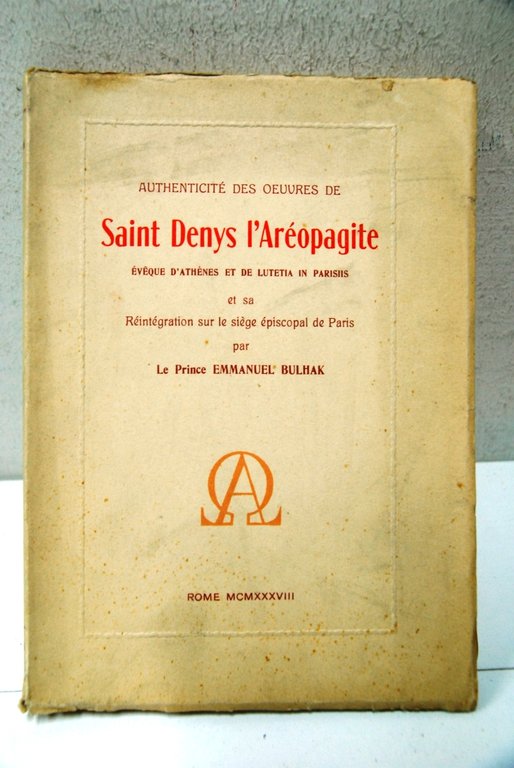 AUTHENTICITÉ DES OEUVRES DE
Saint Denys l'Aréopagite
ÉVÊQUE D'ATHÈNES ET DE LUTETIA IN PARISIIS
et sa
Réintégration sur le siège épiscopal de Paris
par
Le Prince EMMANUEL BULHAK
ΑΩ
ROME MCMXXXVIII